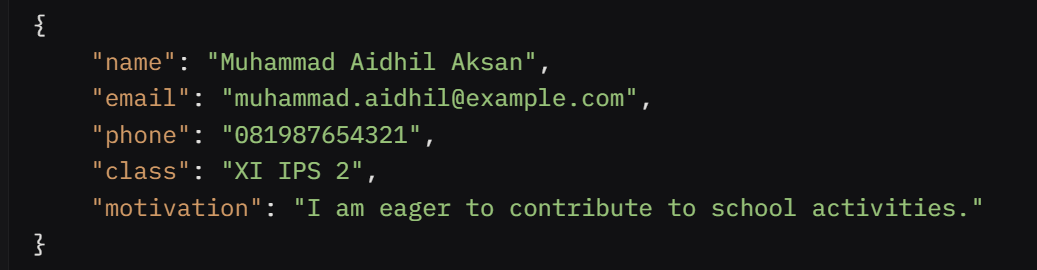 {
    "name": "Muhammad Aidhil Aksan",
    "email": "muhammad.aidhil@example.com",
    "phone": "081987654321",
    "class": "XI IPS 2",
    "motivation": "I am eager to contribute to school activities."
}